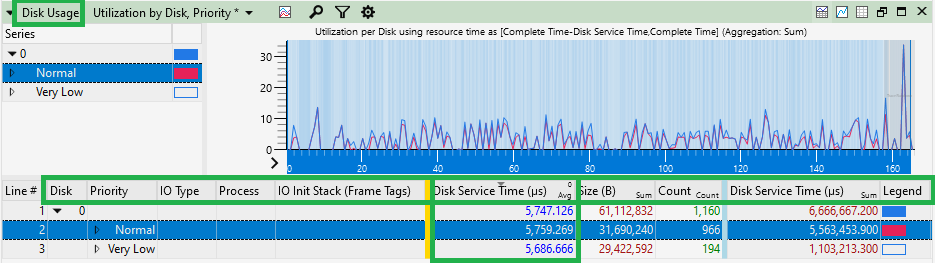 Disk Usage Utilization by Disk, Priority *
Series
0
Normal
Very Low
Utilization per Disk using resource time as [Complete Time-Disk Service Time,Complete Time] (Aggregation: Sum)
30
20
10
0
0 20 40 60 80 100 120 140 160
Line # Disk Priority IO Type Process IO Init Stack (Frame Tags) Disk Service Time (µs) 0 Avg Size (B) Sum Count Count Disk Service Time (µs) Sum Legend
1 0 5,747.126 61,112,832 1,160 6,666,667.200
2 Normal 5,759.269 31,690,240 966 5,563,453.900
3 Very Low 5,686.666 29,422,592 194 1,103,213.300